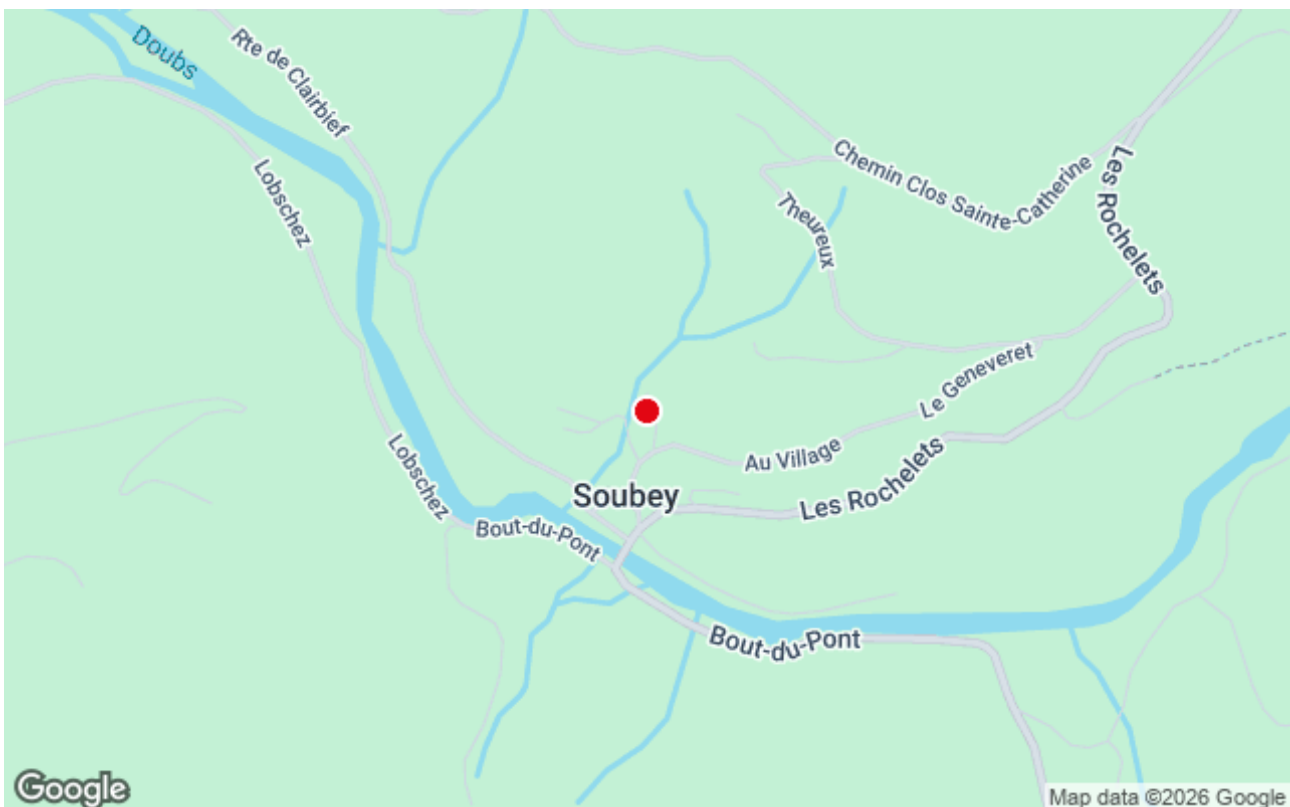 Doubs
Rte de Clairbief
Lobschez
Chemin Clos Sainte-Catherine
Les Rochelets
Theureux
Le Geneveret
Lobschez
Au Village
Les Rochelets
Soubey
Bout-du-Pont
Bout-du-Pont
Google
Map data ©2026 Google